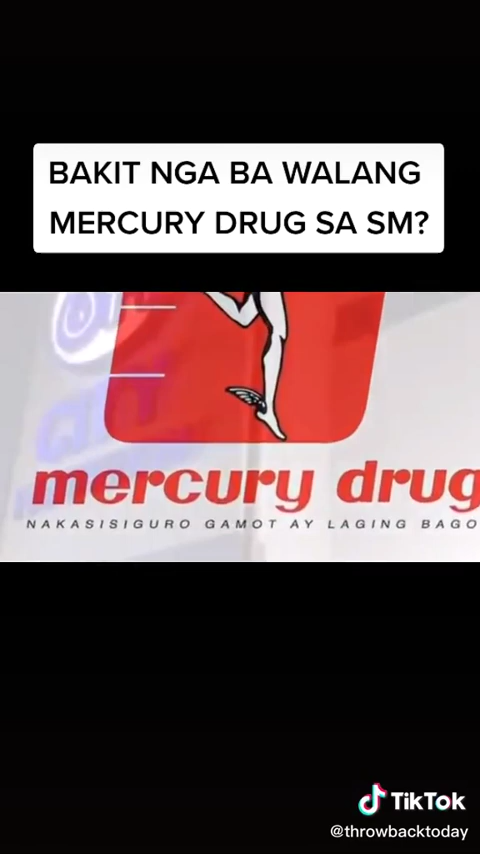 BAKIT NGA BA WALANG
MERCURY DRUG SA SM?
mercury drug
NAKASISIGURO GAMOT AY LAGING BAGO
TikTok
@throwbacktoday